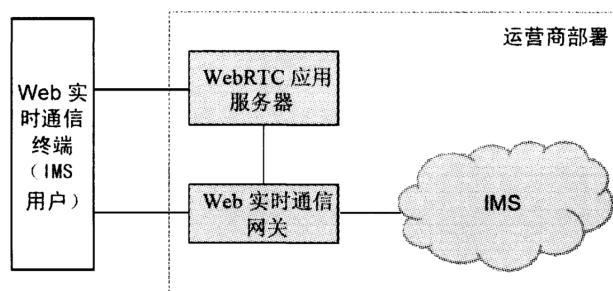 运营商部署
Web 实
时通信
终端
（IMS
用户）
WebRTC 应用
服务器
Web 实时通信
网关
IMS